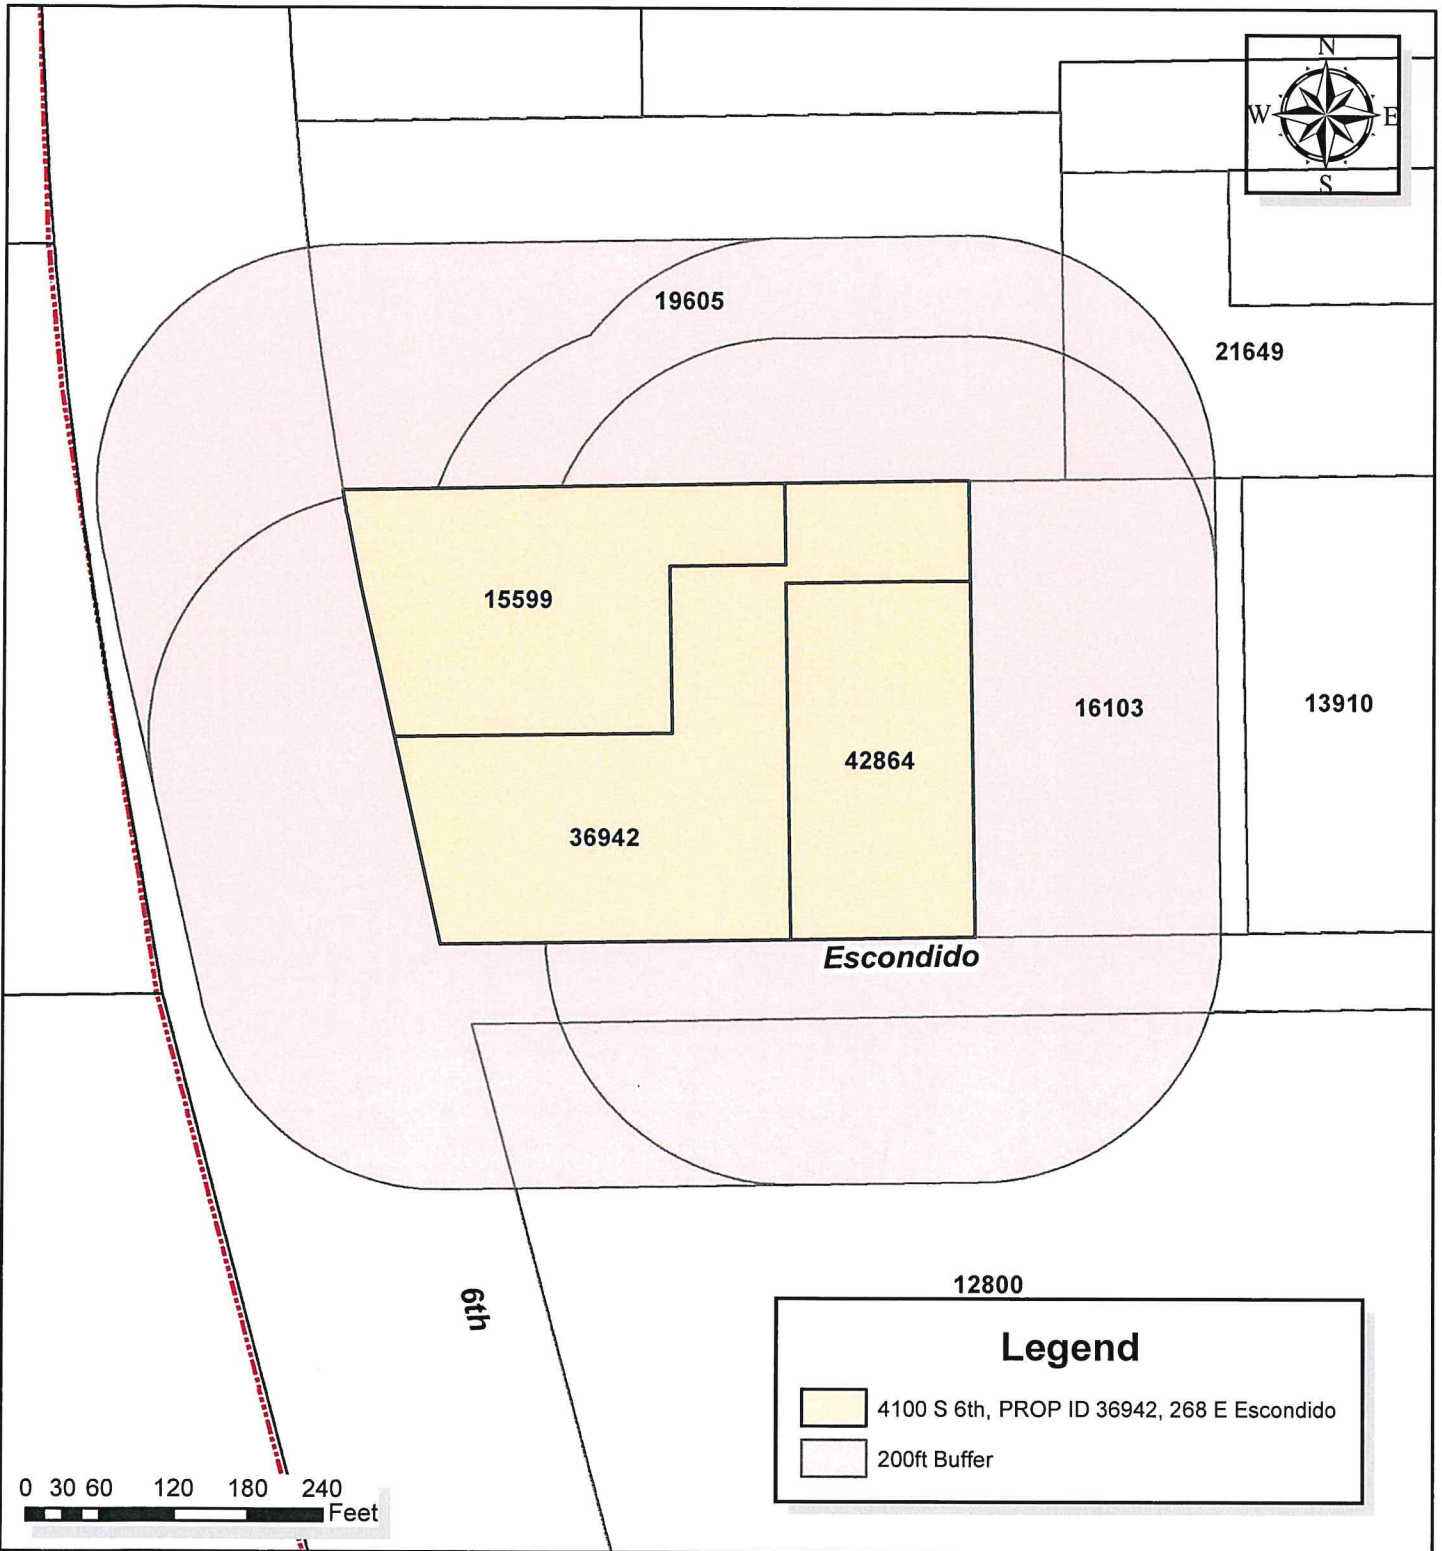 N
W E
S
19605
21649
15599
16103
13910
42864
36942
Escondido
12800
6th
Legend
4100 S 6th, PROP ID 36942, 268 E Escondido
200ft Buffer
0 30 60 120 180 240
Feet